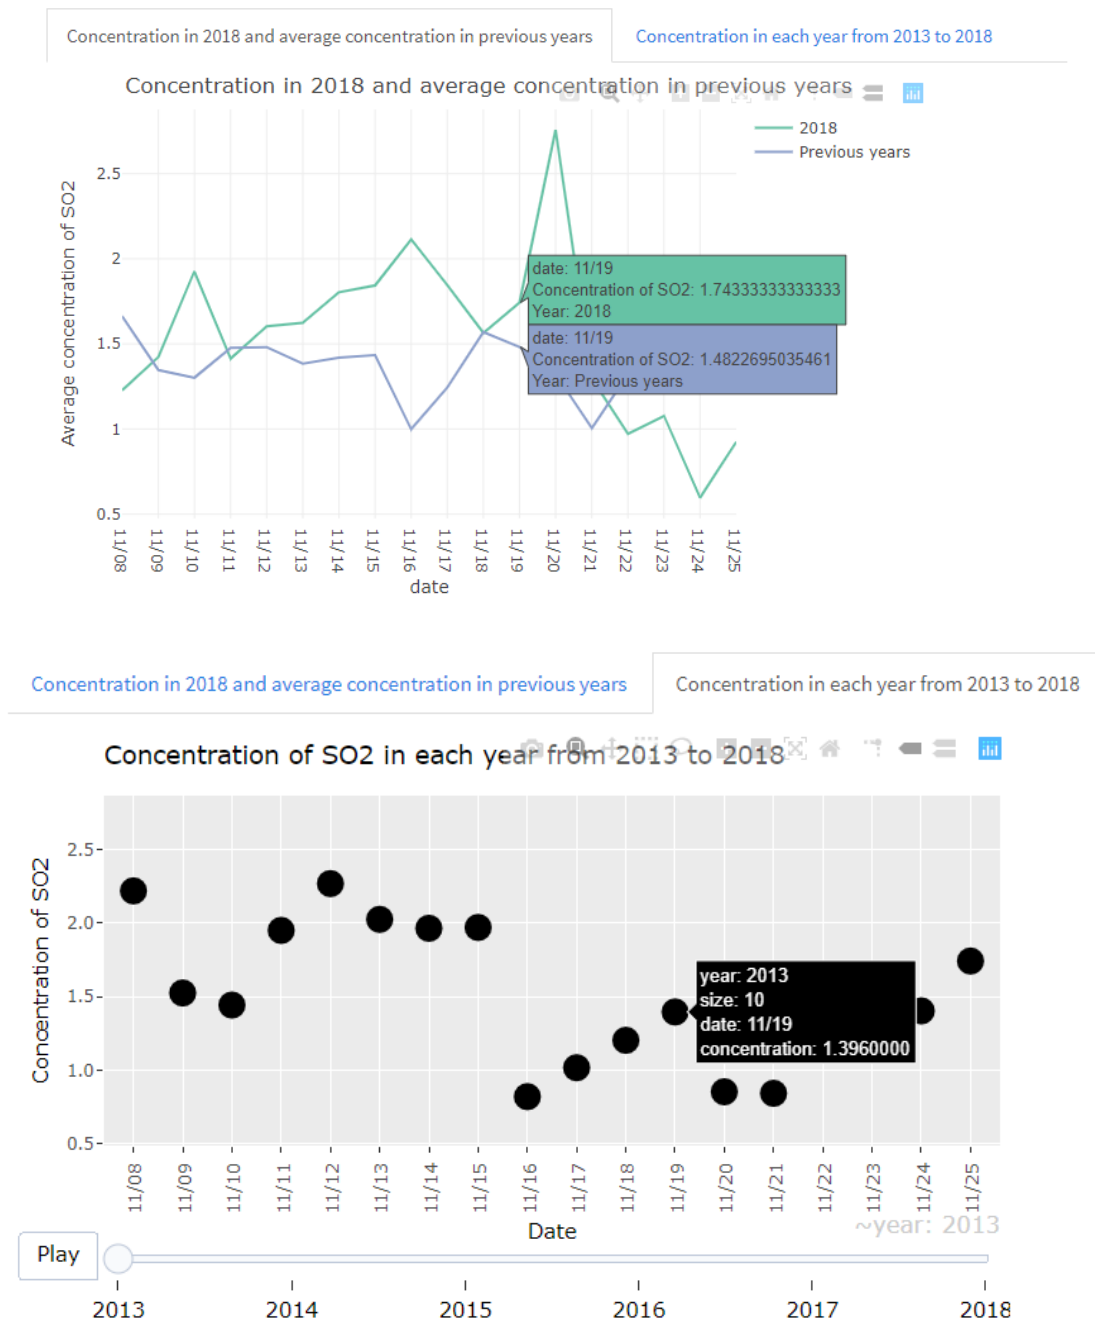 Concentration in 2018 and average concentration in previous years
Concentration in each year from 2013 to 2018
Concentration in 2018 and average concentration in previous years
2018
Previous years
Average concentration of SO2
2.5
2
1.5
1
0.5
date: 11/19
Concentration of SO2: 1.74333333333333
Year: 2018
date: 11/19
Concentration of SO2: 1.4822695035461
Year: Previous years
11/08 11/09 11/10 11/11 11/12 11/13 11/14 11/15 11/16 11/17 11/18 11/19 11/20 11/21 11/22 11/23 11/24 11/25
date
Concentration in 2018 and average concentration in previous years
Concentration in each year from 2013 to 2018
Concentration of SO2 in each year from 2013 to 2018
Concentration of SO2
2.5
2.0
1.5
1.0
0.5
year: 2013
size: 10
date: 11/19
concentration: 1.3960000
11/08 11/09 11/10 11/11 11/12 11/13 11/14 11/15 11/16 11/17 11/18 11/19 11/20 11/21 11/22 11/23 11/24 11/25
Date
~year: 2013
Play
2013 2014 2015 2016 2017 2018